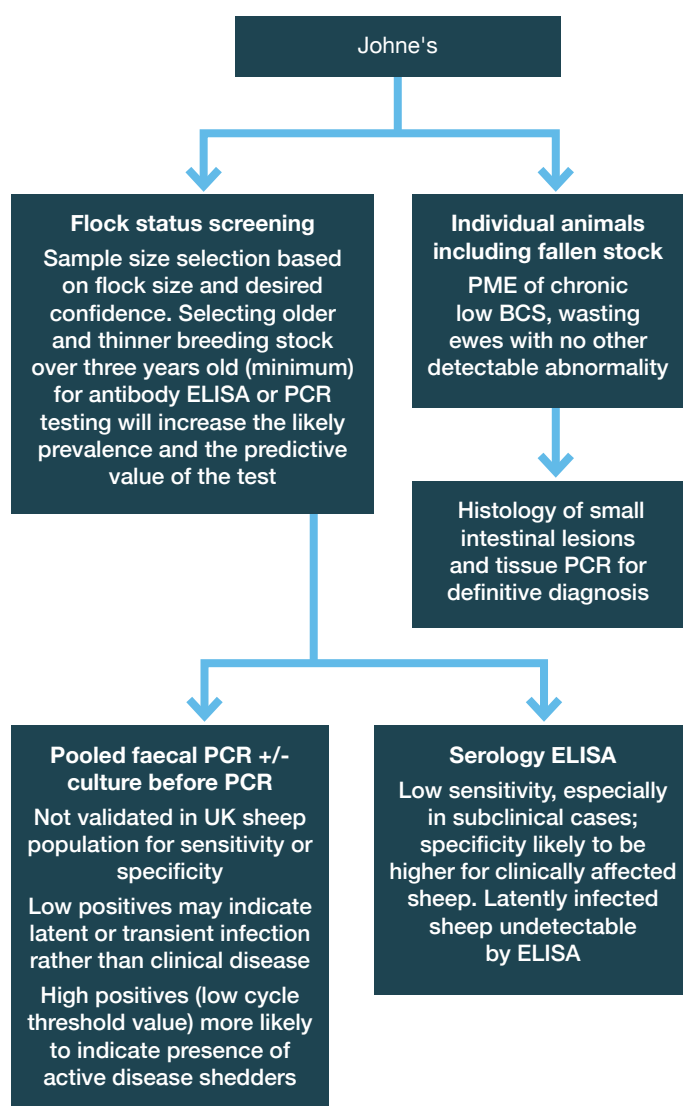 Johne's
Flock status screening
Sample size selection based
on flock size and desired
confidence. Selecting older
and thinner breeding stock
over three years old (minimum)
for antibody ELISA or PCR
testing will increase the likely
prevalence and the predictive
value of the test
Individual animals
including fallen stock
PME of chronic
low BCS, wasting
ewes with no other
detectable abnormality
Histology of small
intestinal lesions
and tissue PCR for
definitive diagnosis
Pooled faecal PCR +/-
culture before PCR
Not validated in UK sheep
population for sensitivity or
specificity
Low positives may indicate
latent or transient infection
rather than clinical disease
High positives (low cycle
threshold value) more likely
to indicate presence of
active disease shedders
Serology ELISA
Low sensitivity, especially
in subclinical cases;
specificity likely to be
higher for clinically affected
sheep. Latently infected
sheep undetectable
by ELISA